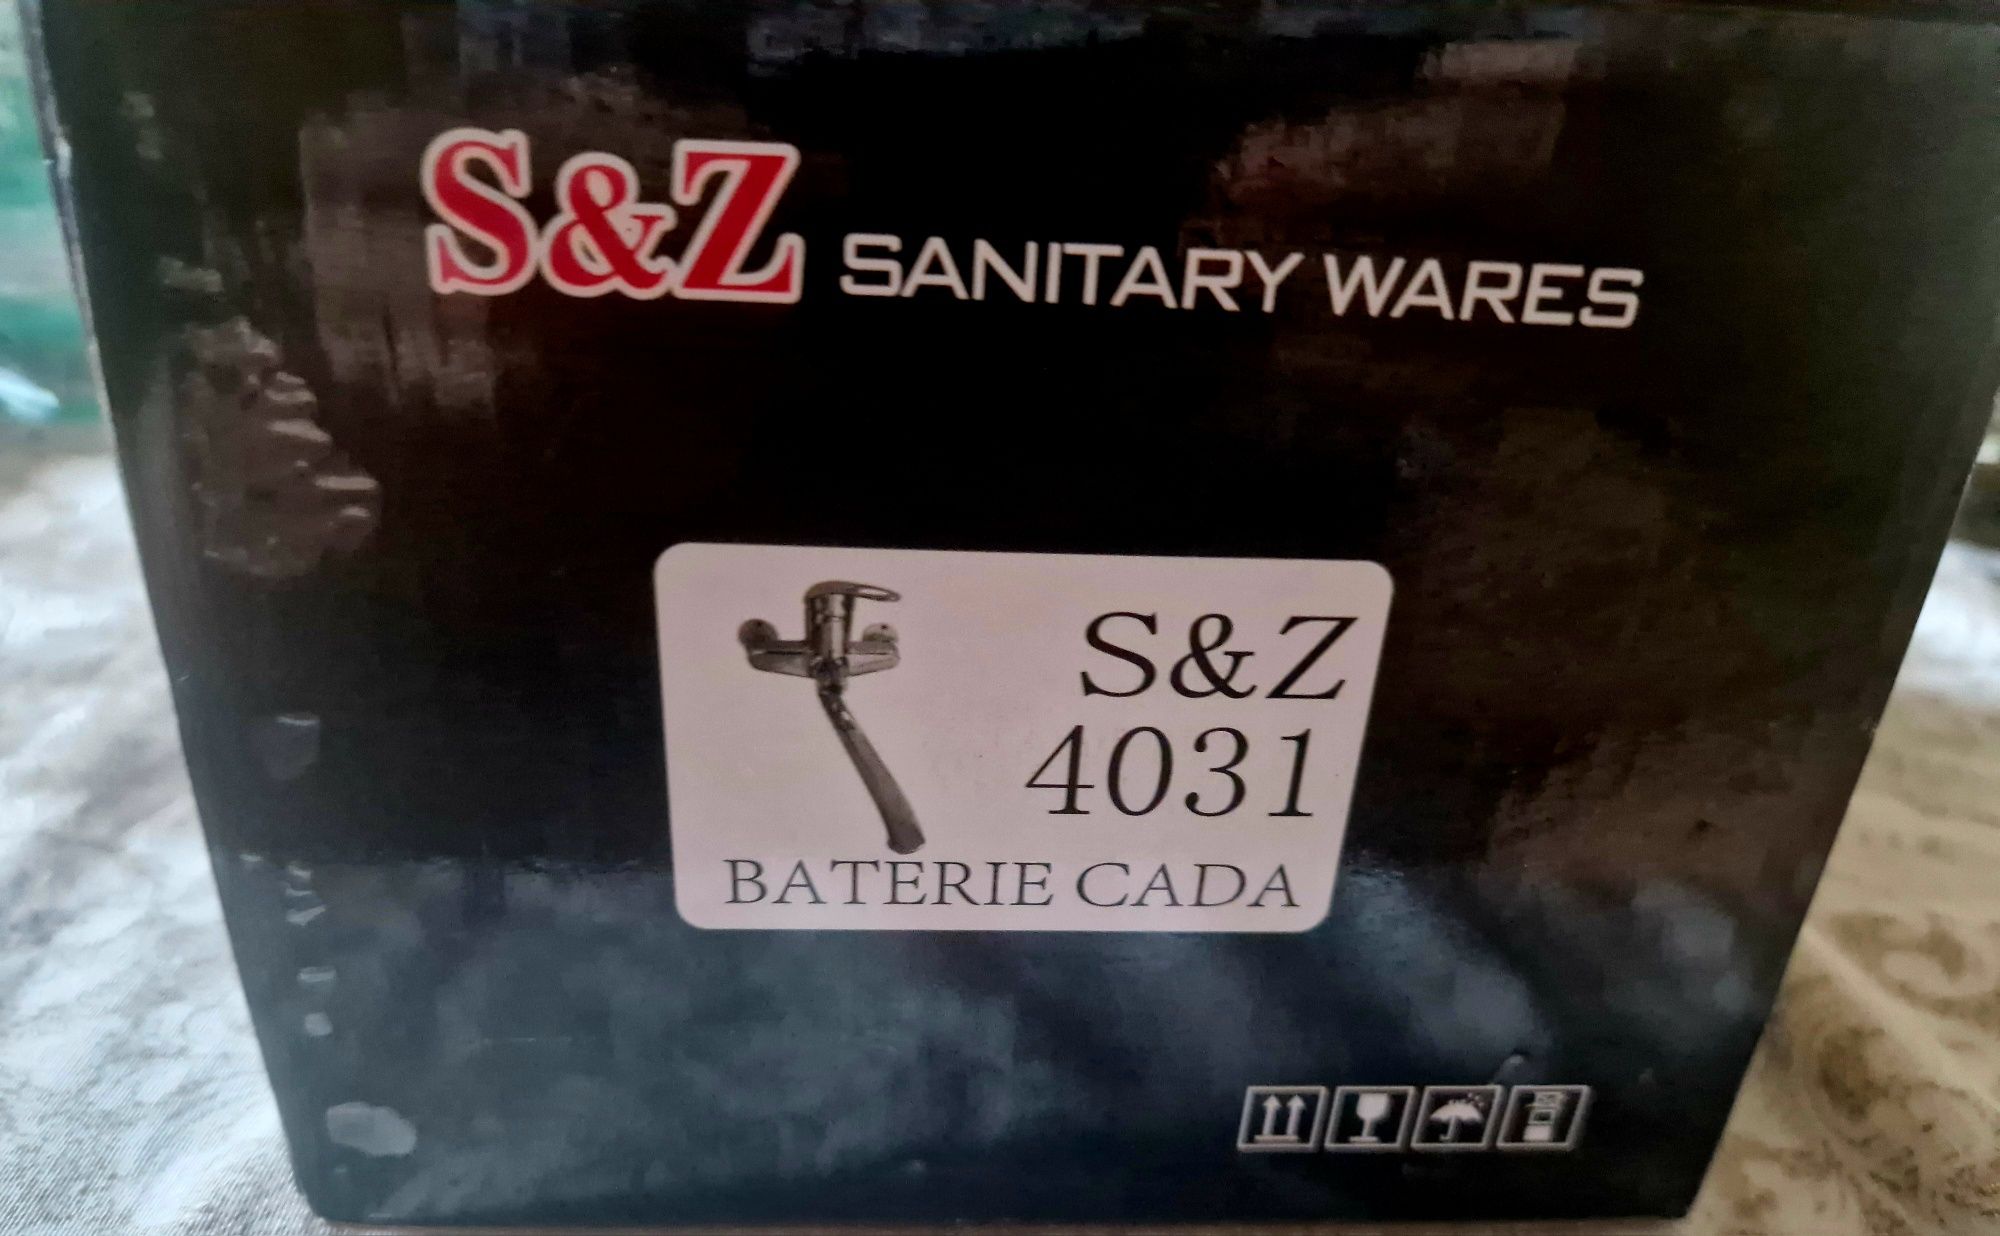 S&Z SANITARY WARES
S&Z
4031
BATERIE CADA